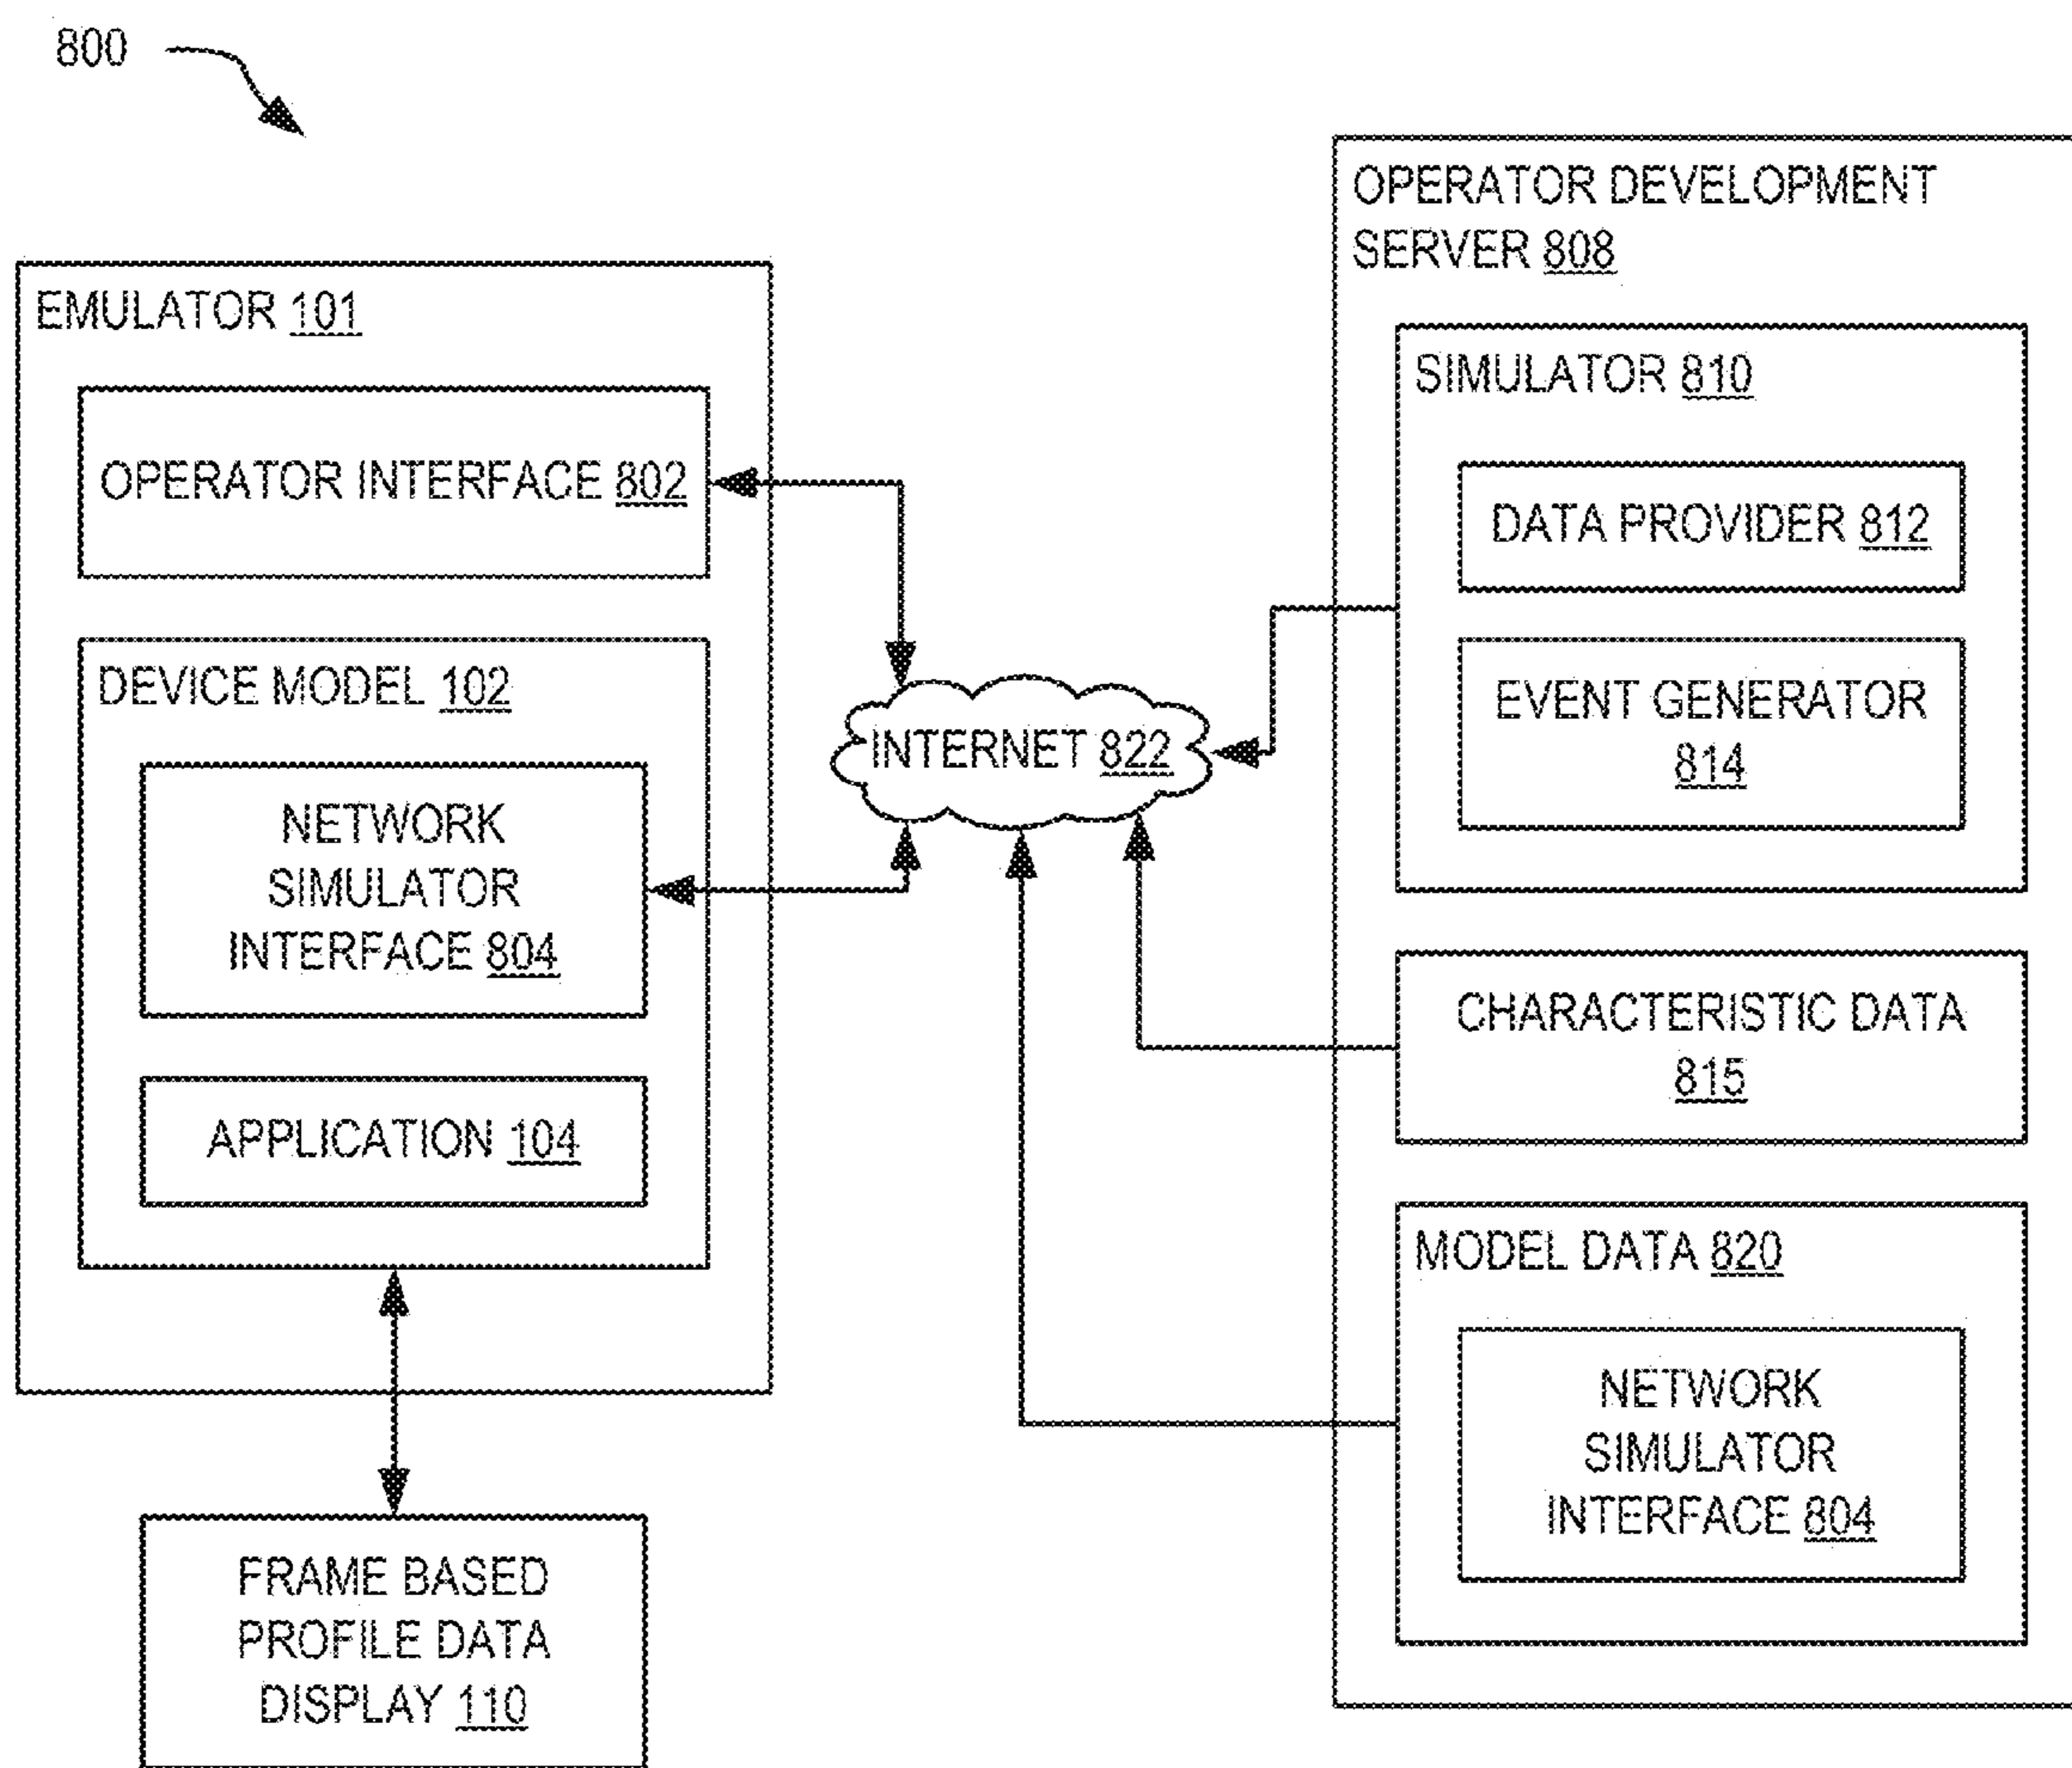 800
EMULATOR 101
OPERATOR INTERFACE 802
DEVICE MODEL 102
NETWORK
SIMULATOR
INTERFACE 804
APPLICATION 104
FRAME BASED
PROFILE DATA
DISPLAY 110
INTERNET 822
OPERATOR DEVELOPMENT
SERVER 808
SIMULATOR 810
DATA PROVIDER 812
EVENT GENERATOR
814
CHARACTERISTIC DATA
815
MODEL DATA 820
NETWORK
SIMULATOR
INTERFACE 804